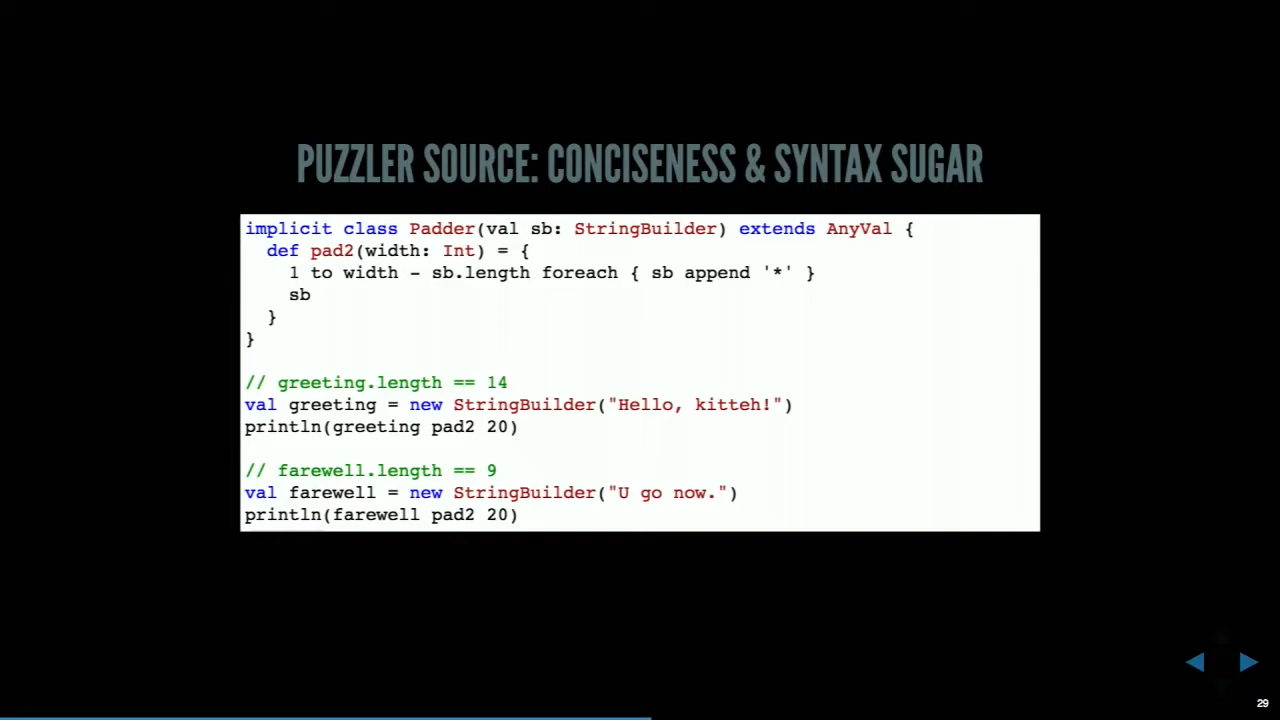 PUZZLER SOURCE: CONCISENESS & SYNTAX SUGAR
implicit class Padder(val sb: StringBuilder) extends AnyVal {
  def pad2(width: Int) = {
    1 to width - sb.length foreach { sb append '*' }
    sb
  }
}

// greeting.length == 14
val greeting = new StringBuilder("Hello, kitteh!")
println(greeting pad2 20)

// farewell.length == 9
val farewell = new StringBuilder("U go now.")
println(farewell pad2 20)
29